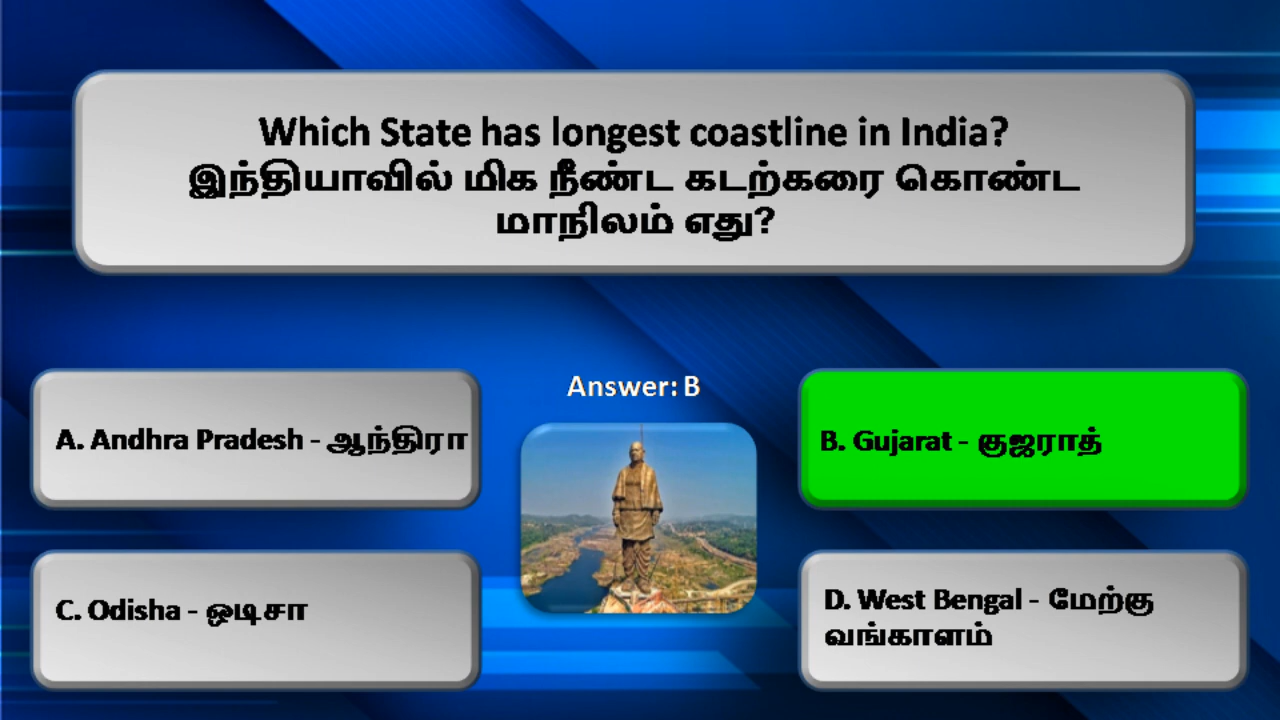 Which State has longest coastline in India?
இந்தியாவில் மிக நீண்ட கடற்கரை கொண்ட
மாநிலம் எது?
Answer: B
A. Andhra Pradesh - ஆந்திரா
B. Gujarat - குஜராத்
C. Odisha - ஒடிசா
D. West Bengal - மேற்கு
வங்காளம்